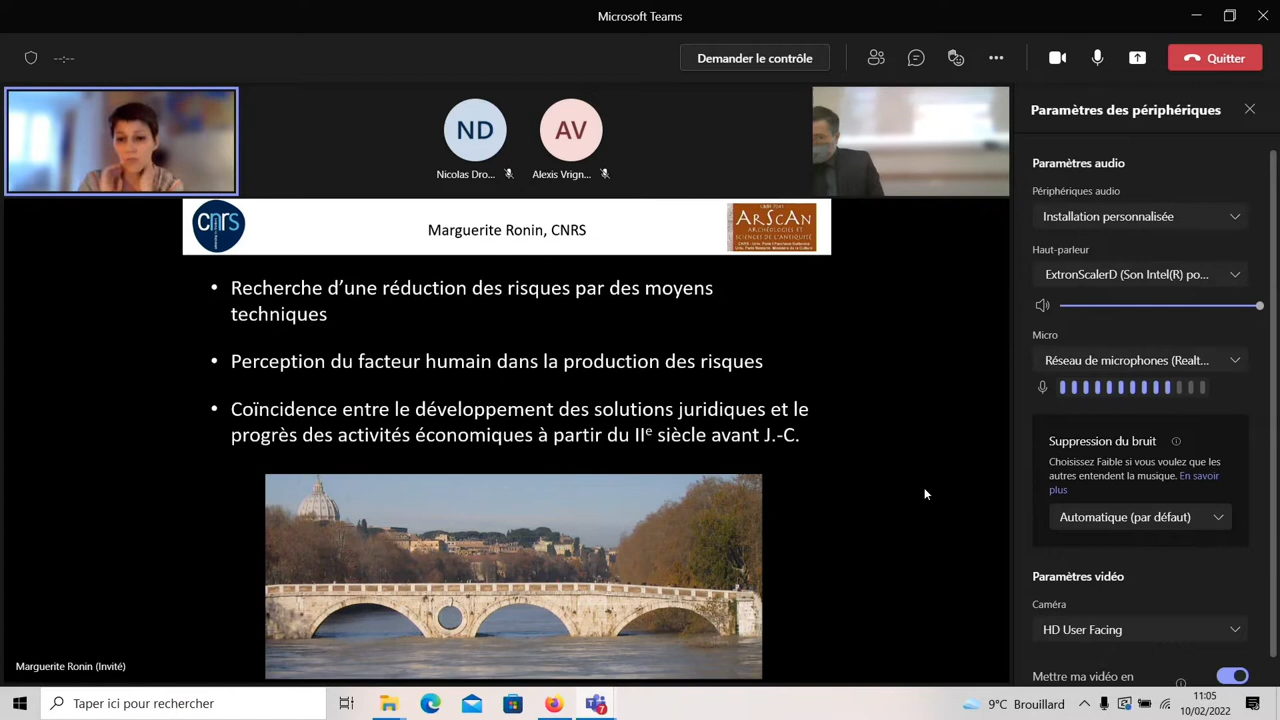 Microsoft Teams
--:--
Demander le contrôle
Quitter
Paramètres des périphériques
ND
AV
Nicolas Dro...
Alexis Vrign...
Paramètres audio
Périphériques audio
Installation personnalisée
Haut-parleur
ExtronScalerD (Son Intel(R) po...
Micro
Réseau de microphones (Realt...
Suppression du bruit
Choisissez Faible si vous voulez que les
autres entendent la musique. En savoir
plus
Automatique (par défaut)
Paramètres vidéo
Caméra
HD User Facing
Mettre ma vidéo en
cnrs
Marguerite Ronin, CNRS
ARSCAN
ARCHÉOLOGIES ET
SCIENCES DE L'ANTIQUITÉ
• Recherche d'une réduction des risques par des moyens
techniques
• Perception du facteur humain dans la production des risques
• Coïncidence entre le développement des solutions juridiques et le
progrès des activités économiques à partir du IIe siècle avant J.-C.
Marguerite Ronin (Invité)
Taper ici pour rechercher
7
9°C Brouillard
11:05
10/02/2022